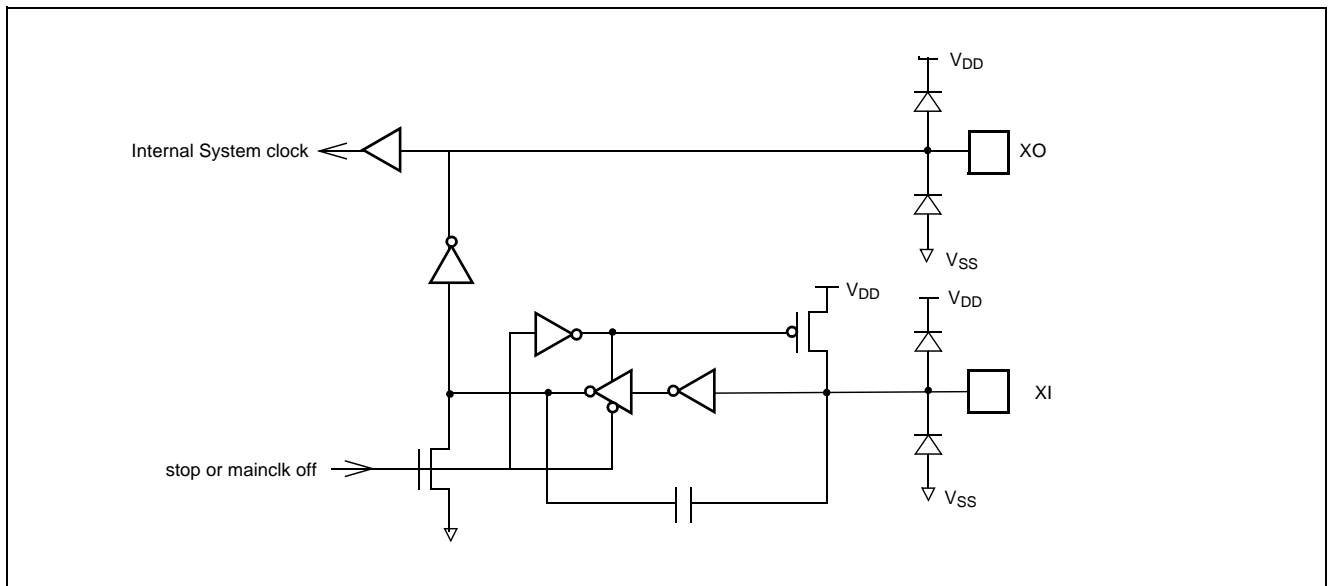 VDD
Internal System clock
XO
VSS
VDD
VDD
XI
stop or mainclk off
VSS